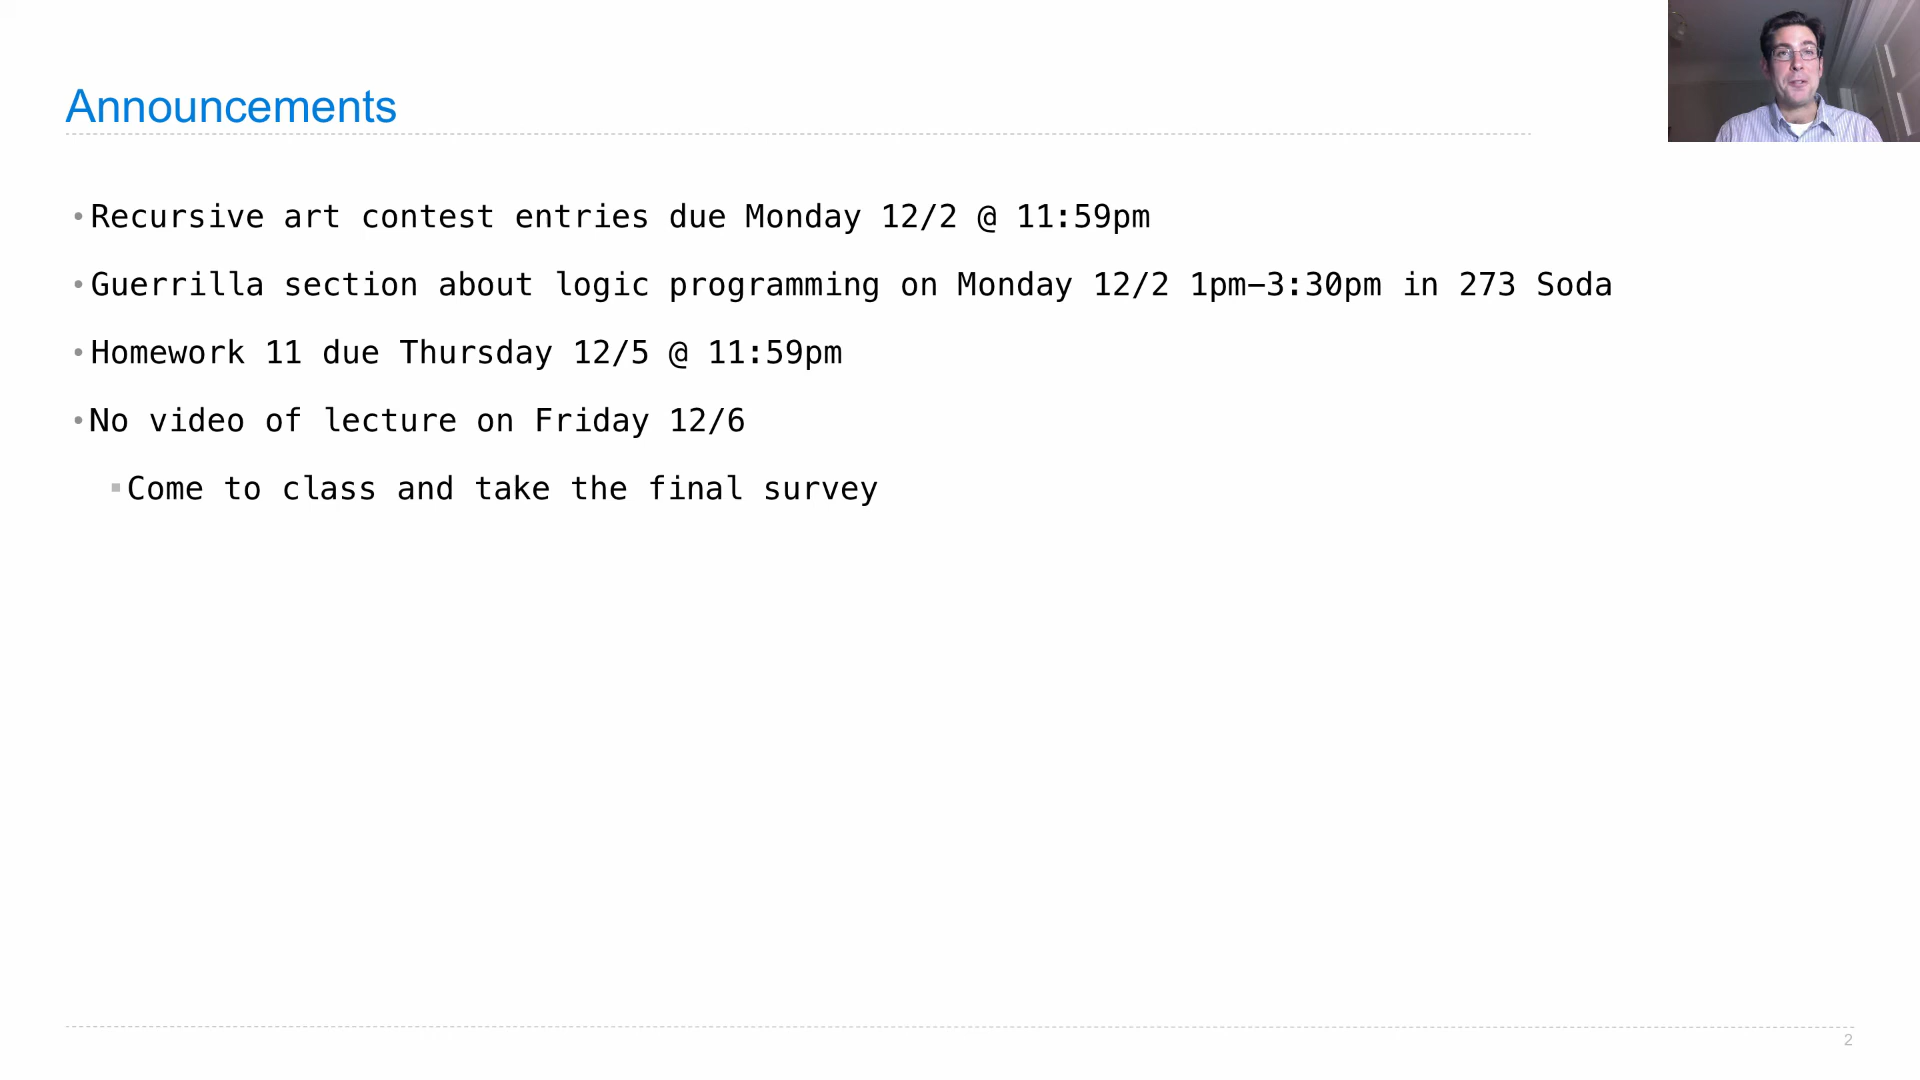 Announcements
•Recursive art contest entries due Monday 12/2 @ 11:59pm
•Guerrilla section about logic programming on Monday 12/2 1pm–3:30pm in 273 Soda
•Homework 11 due Thursday 12/5 @ 11:59pm
•No video of lecture on Friday 12/6
▪Come to class and take the final survey
2